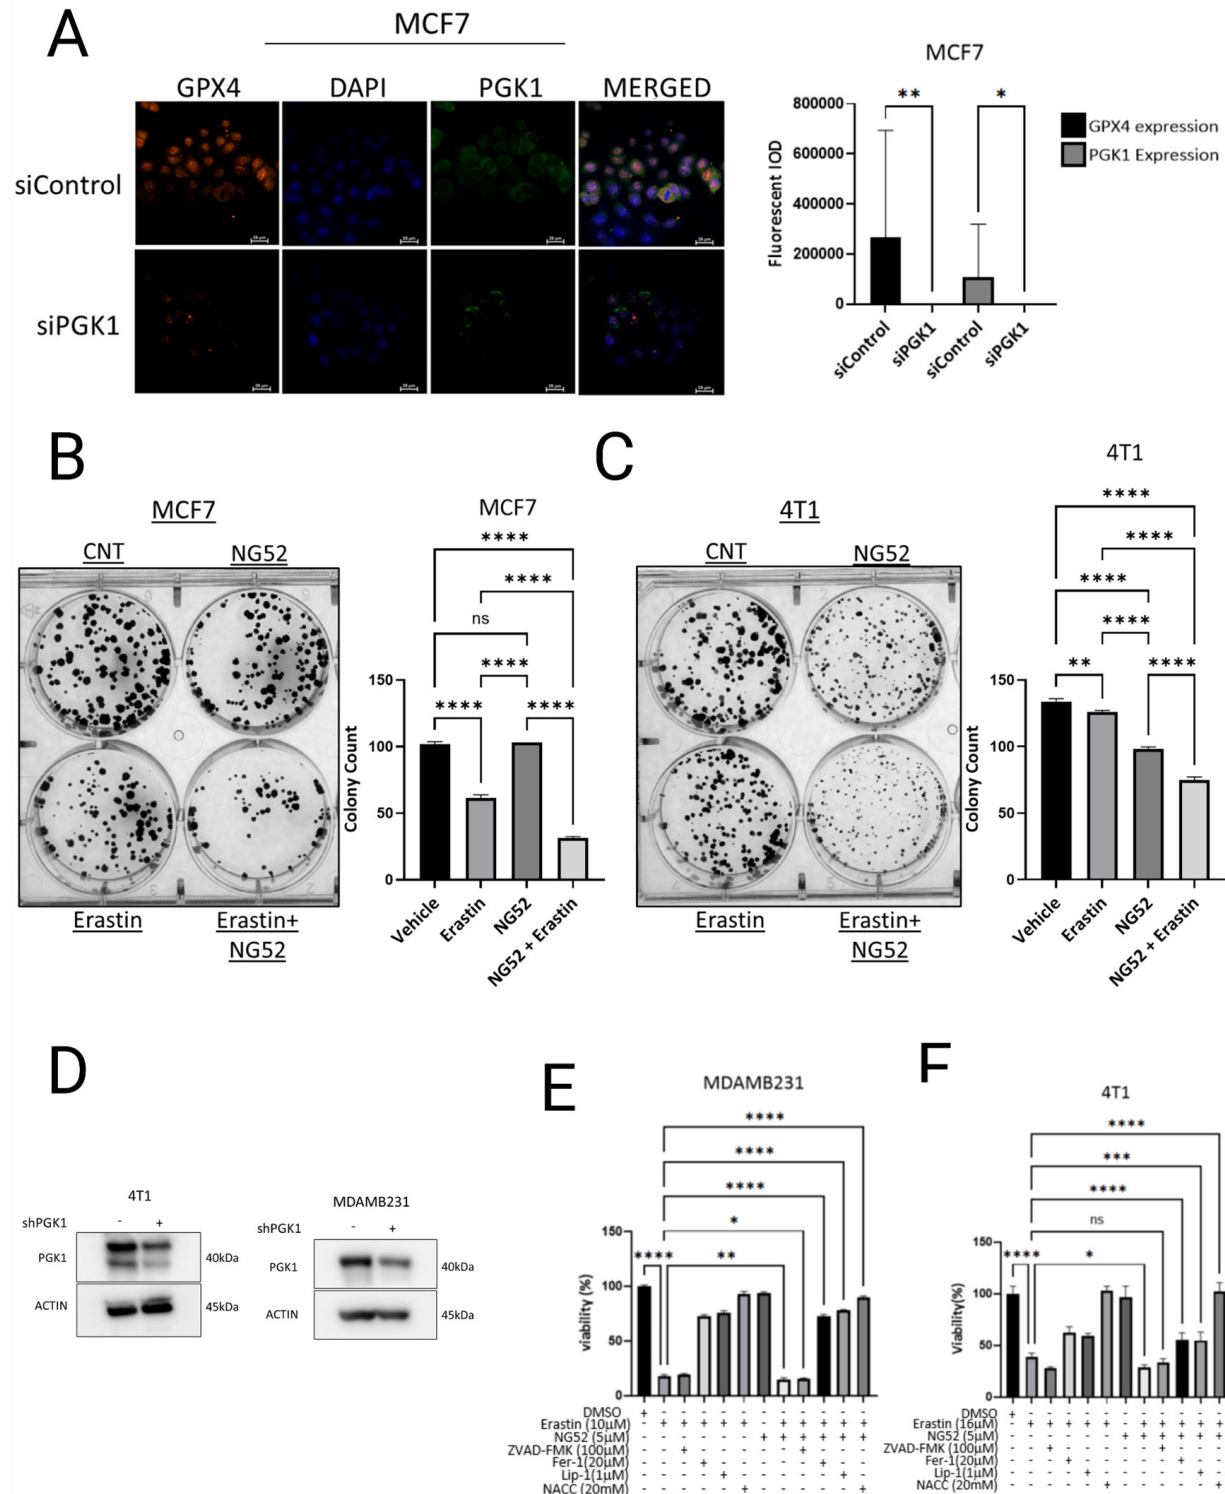 A
MCF7
GPX4 DAPI PGK1 MERGED
siControl
siPGK1
MCF7
** *
800000
600000
400000
200000
0
Fluorescent IOD
siControl
siPGK1
siControl
siPGK1
GPX4 expression
PGK1 Expression
B
MCF7
CNT NG52
Erastin Erastin+
NG52
MCF7
****
****
ns
****
**** ****
150
100
50
0
Colony Count
Vehicle
Erastin
NG52
NG52 + Erastin
C
4T1
CNT NG52
Erastin Erastin+
NG52
4T1
****
****
****
****
** ****
150
100
50
0
Colony Count
Vehicle
Erastin
NG52
NG52 + Erastin
D
4T1
shPGK1 - +
PGK1 40kDa
ACTIN 45kDa
MDAMB231
shPGK1 - +
PGK1 40kDa
ACTIN 45kDa
E
MDAMB231
****
****
****
*
**** **
150
100
50
0
viability (%)
DMSO + - - - - - - - - - - -
Erastin (10μM) - + + + + + - + + + + +
NG52 (5μM) - - - - - - + + + + + +
ZVAD-FMK (100μM) - - + - - - - - + - - -
Fer-1(20μM) - - - + - - - - - + - -
Lip-1(1μM) - - - - + - - - - - + -
NACC (20mM) - - - - - + - - - - - +
F
4T1
****
***
****
ns
**** *
150
100
50
0
Viability(%)
DMSO + - - - - - - - - - - -
Erastin (16μM) - + + + + + - + + + + +
NG52 (5μM) - - - - - - + + + + + +
ZVAD-FMK (100μM) - - + - - - - - + - - -
Fer-1(20μM) - - - + - - - - - + - -
Lip-1(1μM) - - - - + - - - - - + -
NACC (20mM) - - - - - + - - - - - +